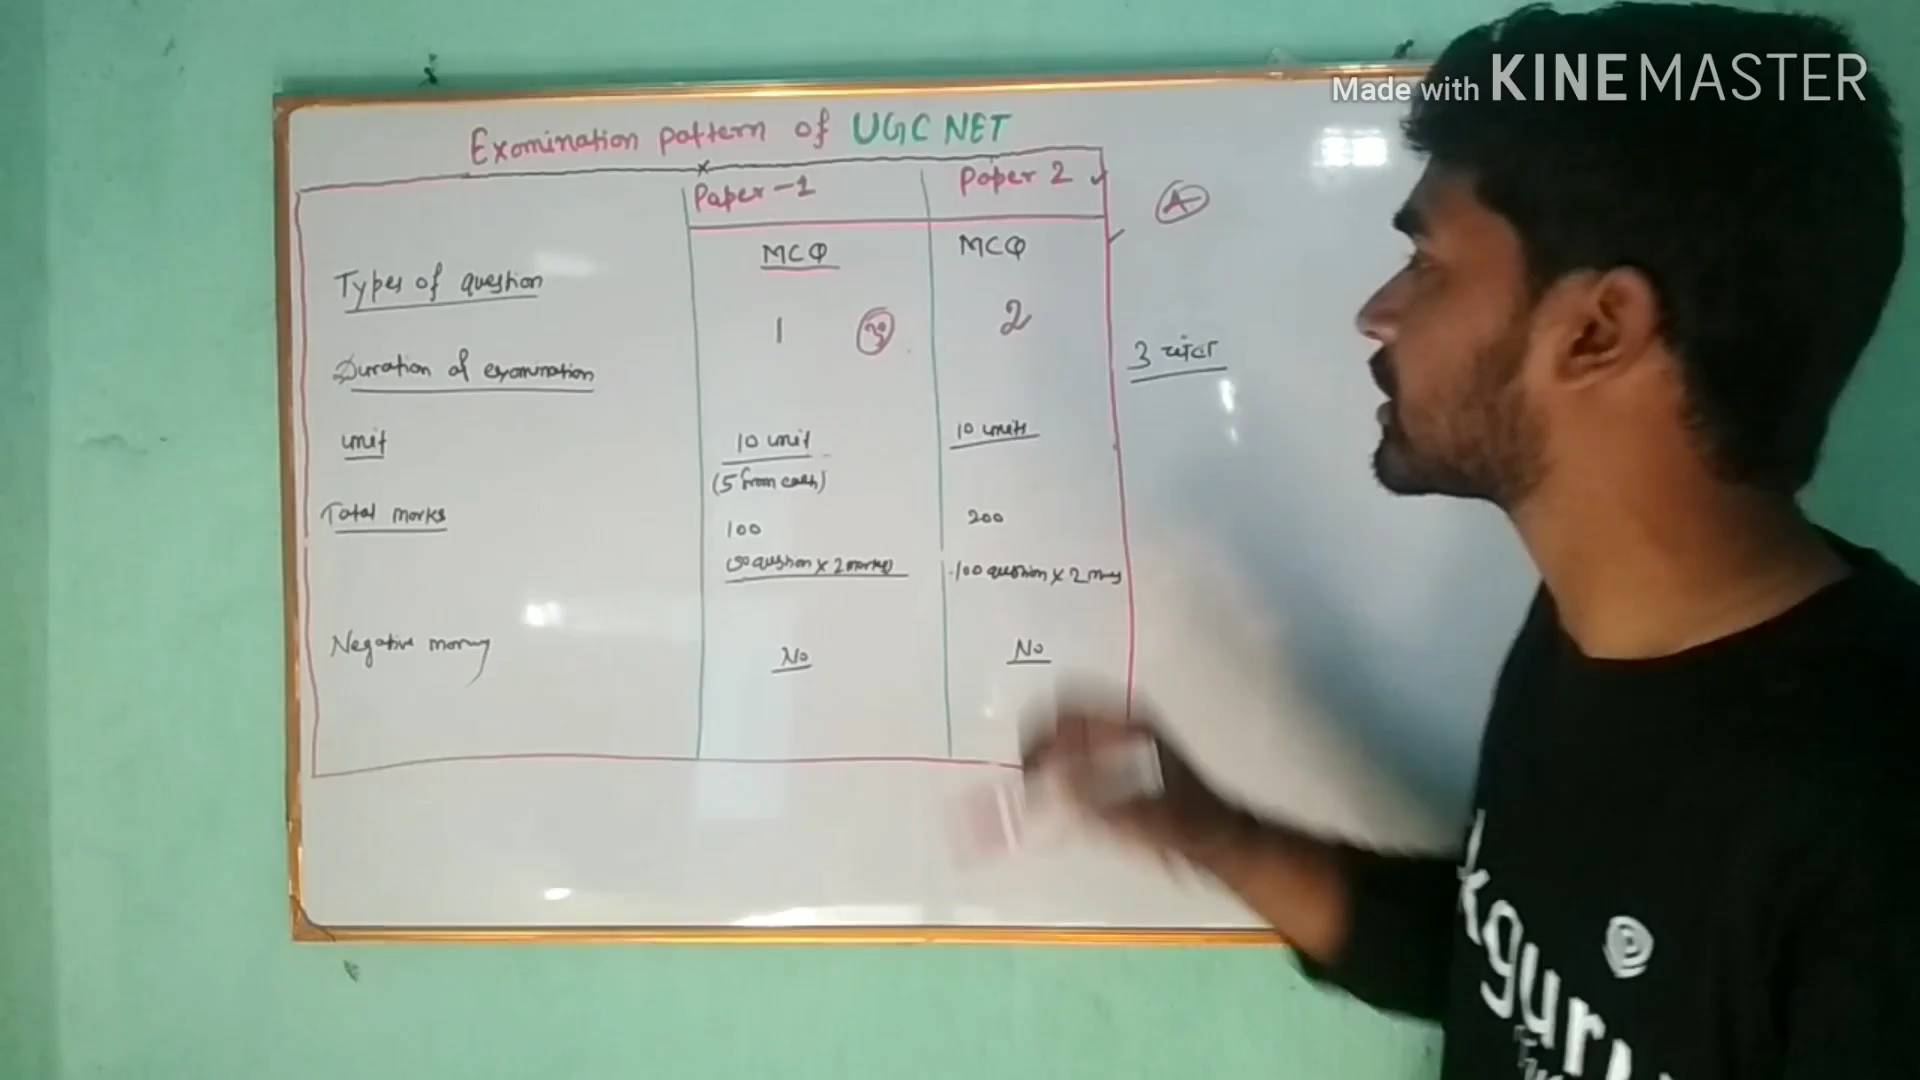 Made with KINEMASTER
Examination pattern of UGC NET
Paper-1 Paper 2
Types of question MCQ MCQ
Duration of examination 1 2
3 घंटा
unit 10 unit 10 units
(5 from each)
Total marks 100 200
50 question x 2 marks 100 question x 2
Negative No No